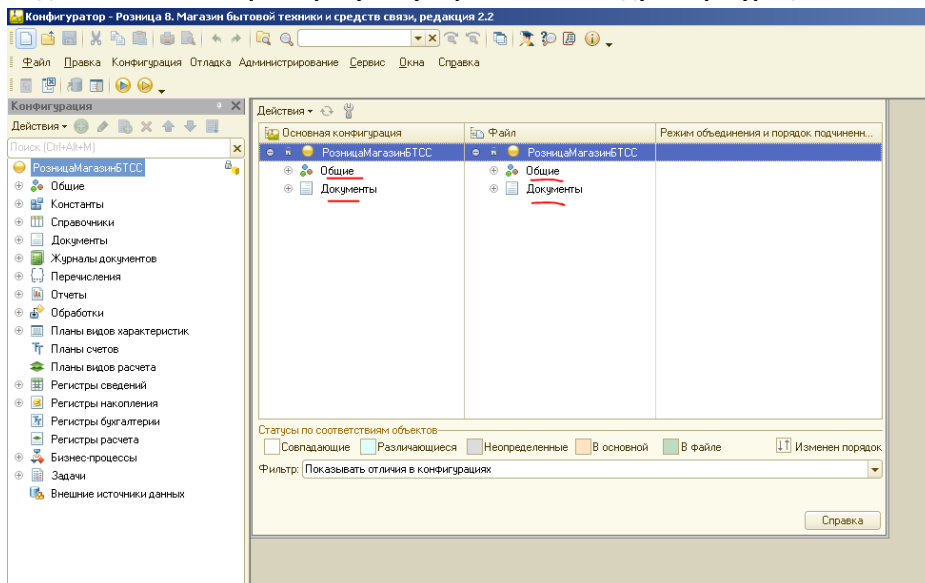 Конфигуратор - Розница 8. Магазин бытовой техники и средств связи, редакция 2.2
Файл Правка Конфигурация Отладка Администрирование Сервис Окна Справка
Конфигурация
Действия
Поиск (Ctrl+Alt+M)
РозницаМагазинБТСС
Общие
Константы
Справочники
Документы
Журналы документов
Перечисления
Отчеты
Обработки
Планы видов характеристик
Планы счетов
Планы видов расчета
Регистры сведений
Регистры накопления
Регистры бухгалтерии
Регистры расчета
Бизнес-процессы
Задачи
Внешние источники данных
Действия
Основная конфигурация Файл Режим объединения и порядок подчиненн...
РозницаМагазинБТСС РозницаМагазинБТСС
Общие Общие
Документы Документы
Статусы по соответствиям объектов
Совпадающие Различающиеся Неопределенные В основной В файле Изменен порядок
Фильтр: Показывать отличия в конфигурациях
Справка